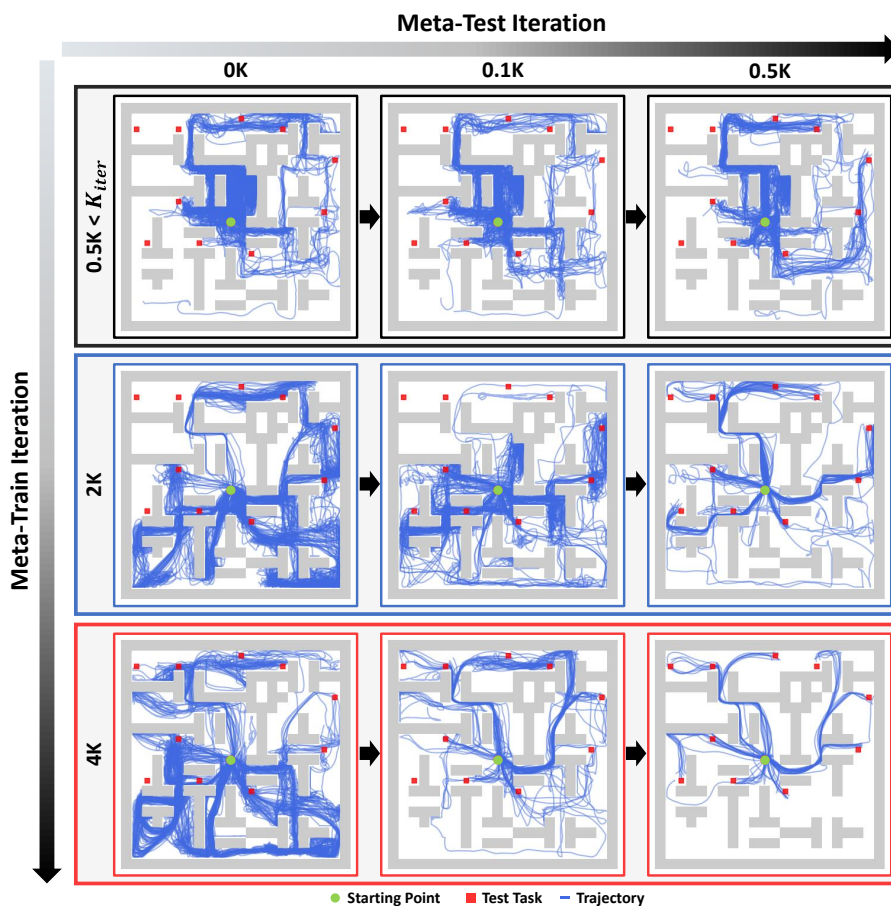 Meta-Test Iteration
0K 0.1K 0.5K
Meta-Train Iteration
0.5K < K_iter
2K
4K
Starting Point Test Task Trajectory